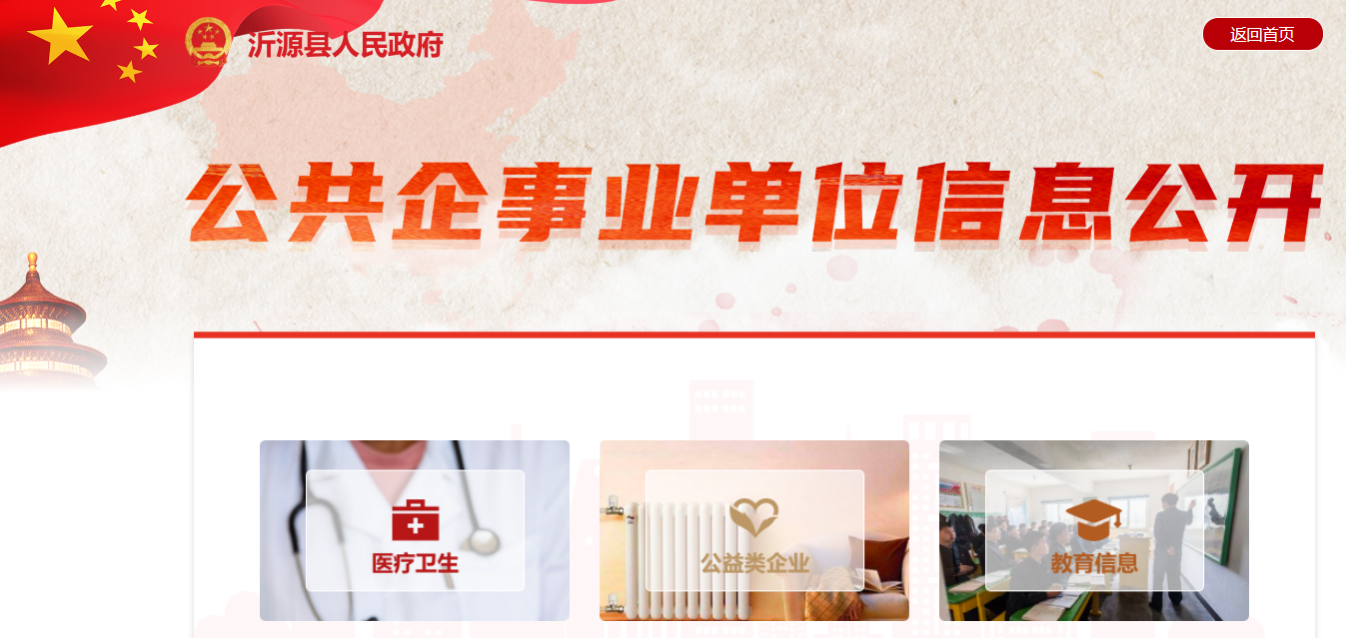 沂源县人民政府
返回首页
公共企事业单位信息公开
医疗卫生
公益类企业
教育信息